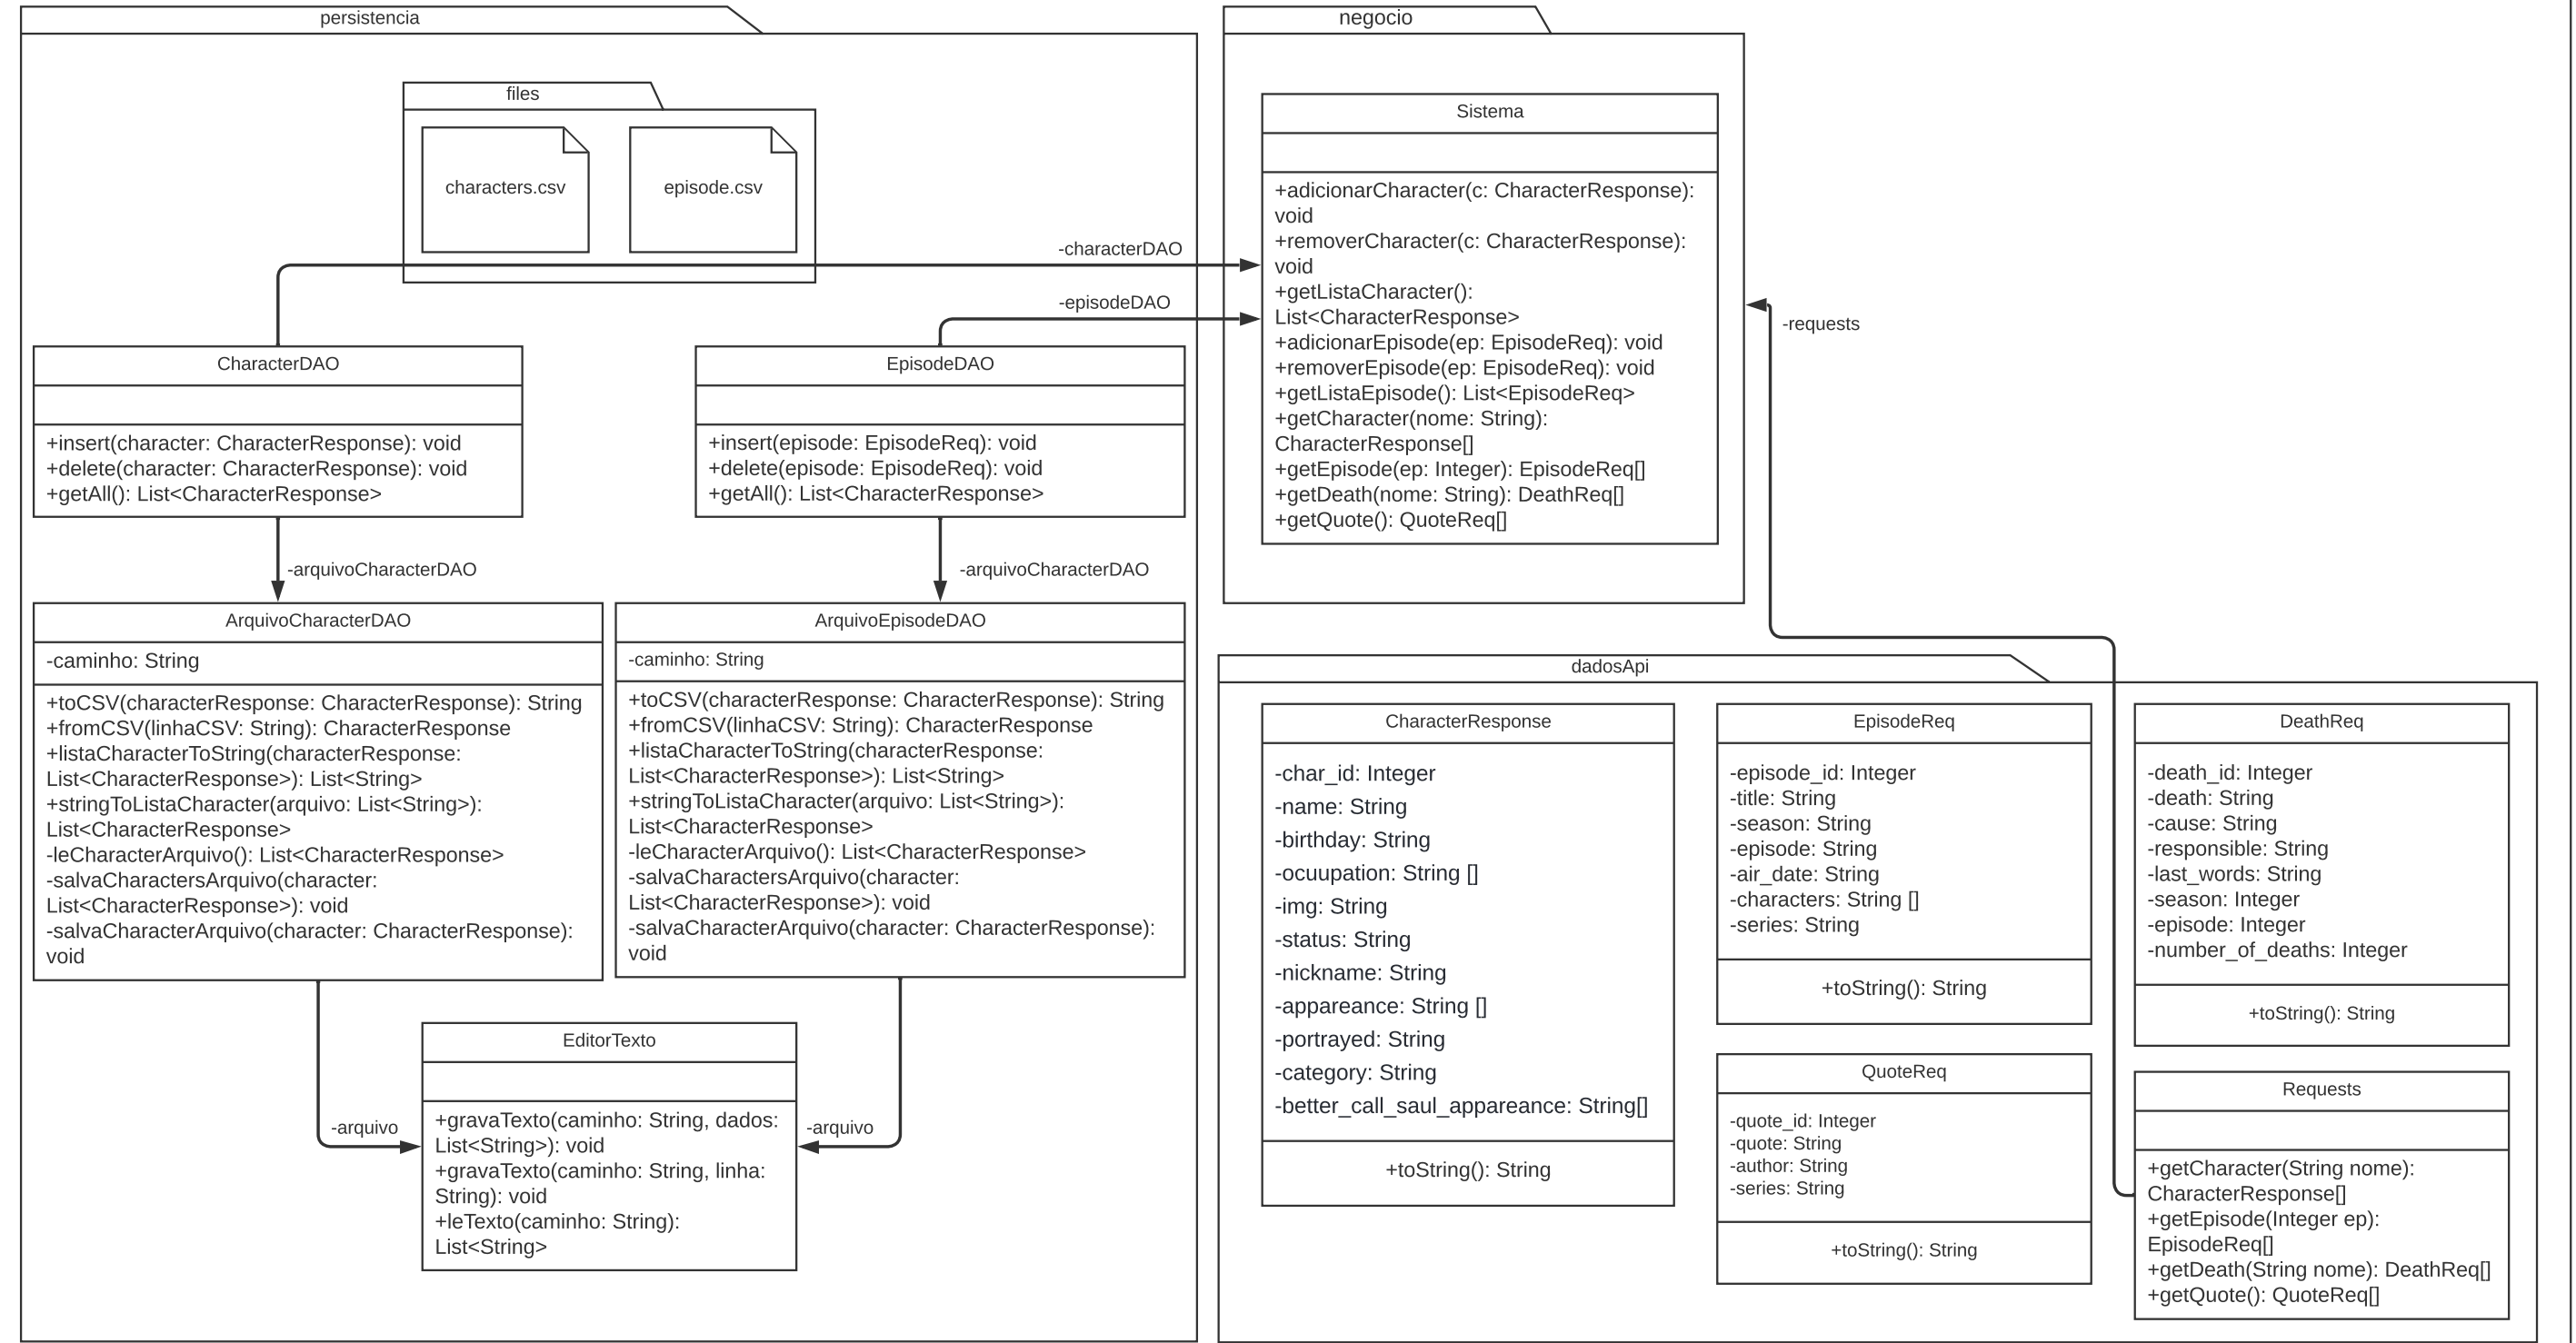 persistencia
files
characters.csv
episode.csv
-characterDAO
-episodeDAO
CharacterDAO
+insert(character: CharacterResponse): void
+delete(character: CharacterResponse): void
+getAll(): List<CharacterResponse>
EpisodeDAO
+insert(episode: EpisodeReq): void
+delete(episode: EpisodeReq): void
+getAll(): List<CharacterResponse>
-arquivoCharacterDAO
-arquivoCharacterDAO
ArquivoCharacterDAO
-caminho: String
+toCSV(characterResponse: CharacterResponse): String
+fromCSV(linhaCSV: String): CharacterResponse
+listaCharacterToString(characterResponse:
List<CharacterResponse>): List<String>
+stringToListaCharacter(arquivo: List<String>):
List<CharacterResponse>
-leCharacterArquivo(): List<CharacterResponse>
-salvaCharactersArquivo(character:
List<CharacterResponse>): void
-salvaCharacterArquivo(character: CharacterResponse):
void
ArquivoEpisodeDAO
-caminho: String
+toCSV(characterResponse: CharacterResponse): String
+fromCSV(linhaCSV: String): CharacterResponse
+listaCharacterToString(characterResponse:
List<CharacterResponse>): List<String>
+stringToListaCharacter(arquivo: List<String>):
List<CharacterResponse>
-leCharacterArquivo(): List<CharacterResponse>
-salvaCharactersArquivo(character:
List<CharacterResponse>): void
-salvaCharacterArquivo(character: CharacterResponse):
void
-arquivo
-arquivo
EditorTexto
+gravaTexto(caminho: String, dados:
List<String>): void
+gravaTexto(caminho: String, linha:
String): void
+leTexto(caminho: String):
List<String>
negocio
Sistema
+adicionarCharacter(c: CharacterResponse):
void
+removerCharacter(c: CharacterResponse):
void
+getListaCharacter():
List<CharacterResponse>
+adicionarEpisode(ep: EpisodeReq): void
+removerEpisode(ep: EpisodeReq): void
+getListaEpisode(): List<EpisodeReq>
+getCharacter(nome: String):
CharacterResponse[]
+getEpisode(ep: Integer): EpisodeReq[]
+getDeath(nome: String): DeathReq[]
+getQuote(): QuoteReq[]
-requests
dadosApi
CharacterResponse
-char_id: Integer
-name: String
-birthday: String
-ocuupation: String []
-img: String
-status: String
-nickname: String
-appareance: String []
-portrayed: String
-category: String
-better_call_saul_appareance: String[]
+toString(): String
EpisodeReq
-episode_id: Integer
-title: String
-season: String
-episode: String
-air_date: String
-characters: String []
-series: String
+toString(): String
DeathReq
-death_id: Integer
-death: String
-cause: String
-responsible: String
-last_words: String
-season: Integer
-episode: Integer
-number_of_deaths: Integer
+toString(): String
QuoteReq
-quote_id: Integer
-quote: String
-author: String
-series: String
+toString(): String
Requests
+getCharacter(String nome):
CharacterResponse[]
+getEpisode(Integer ep):
EpisodeReq[]
+getDeath(String nome): DeathReq[]
+getQuote(): QuoteReq[]